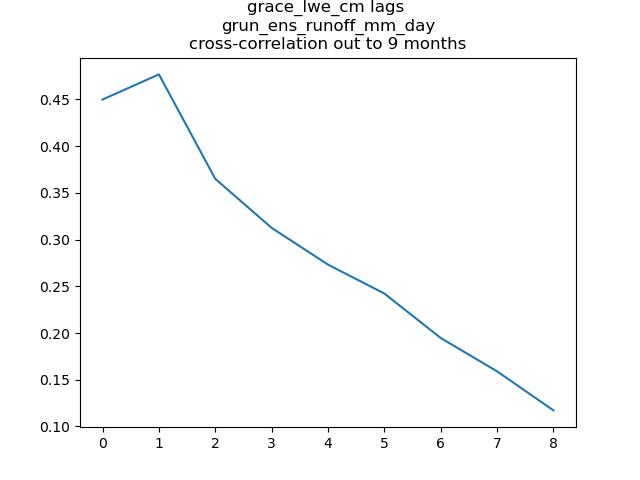 grace_lwe_cm lags
grun_ens_runoff_mm_day
cross-correlation out to 9 months
0.45
0.40
0.35
0.30
0.25
0.20
0.15
0.10
0 1 2 3 4 5 6 7 8